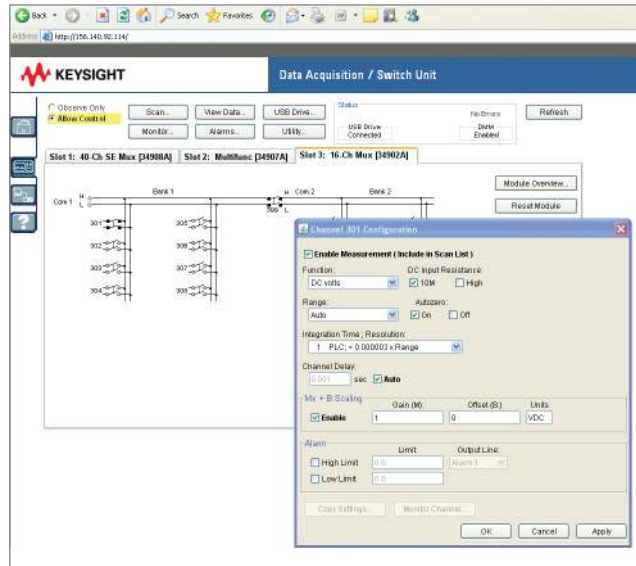 Back Search Favorites
Address http://156.140.92.114/
KEYSIGHT Data Acquisition / Switch Unit
Observe Only
Allow Control
Scan... View Data... USB Drive... Status No Errors Refresh
Monitor... Alarms... Utility... USB Drive Connected DMM Enabled
Slot 1: 40-Ch SE Mux [34908A] Slot 2: Multifunc [34907A] Slot 3: 16-Ch Mux [34902A]
Module Overview...
Reset Module
Com 1 H L Bank 1 H Com 2 Bank 2
399 L
301 305
302 306
303 307
304 308
Channel 301 Configuration
Enable Measurement ( Include in Scan List )
Function: DC Input Resistance:
DC volts 10M High
Range: Autozero:
Auto On Off
Integration Time ; Resolution:
1 PLC; < 0.000003 x Range
Channel Delay:
0.001 sec Auto
Mx + B Scaling
Gain (M): Offset (B:) Units
Enable 1 0 VDC
Alarm
Limit Output Line:
High Limit 0.0 Alarm 1
Low Limit 0.0
Copy Settings... Monitor Channel...
OK Cancel Apply